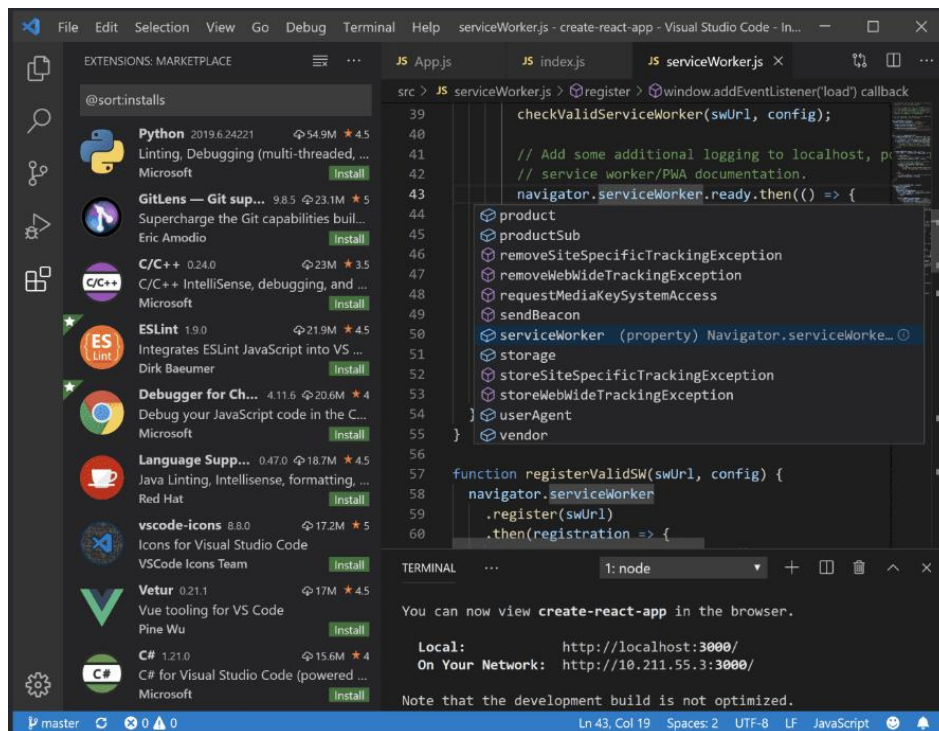 File Edit Selection View Go Debug Terminal Help serviceWorker.js - create-react-app - Visual Studio Code - In...
EXTENSIONS: MARKETPLACE
@sort:installs
Python 2019.6.24221 54.9M ★ 4.5
Linting, Debugging (multi-threaded, ...
Microsoft Install
GitLens — Git sup... 9.8.5 23.1M ★ 5
Supercharge the Git capabilities buil...
Eric Amodio Install
C/C++
C/C++ 0.24.0 23M ★ 3.5
C/C++ IntelliSense, debugging, and ...
Microsoft Install
ES
Lint
ESLint 1.9.0 21.9M ★ 4.5
Integrates ESLint JavaScript into VS ...
Dirk Baeumer Install
Debugger for Ch... 4.11.6 20.6M ★ 4
Debug your JavaScript code in the C...
Microsoft Install
Language Supp... 0.47.0 18.7M ★ 4.5
Java Linting, Intellisense, formatting, ...
Red Hat Install
vscode-icons 8.8.0 17.2M ★ 5
Icons for Visual Studio Code
VSCode Icons Team Install
Vetur 0.21.1 17M ★ 4.5
Vue tooling for VS Code
Pine Wu Install
C#
C# 1.21.0 15.6M ★ 4
C# for Visual Studio Code (powered ...
Microsoft Install
JS App.js JS index.js JS serviceWorker.js ×
src > JS serviceWorker.js > register > window.addEventListener('load') callback
39 checkValidServiceWorker(swUrl, config);
40
41 // Add some additional logging to localhost, po
42 // service worker/PWA documentation.
43 navigator.serviceWorker.ready.then(() => {
44 product
45 productSub
46 removeSiteSpecificTrackingException
47 removeWebWideTrackingException
48 requestMediaKeySystemAccess
49 sendBeacon
50 serviceWorker (property) Navigator.serviceWorke...
51 storage
52 storeSiteSpecificTrackingException
53 storeWebWideTrackingException
54 } userAgent
55 } vendor
56
57 function registerValidSW(swUrl, config) {
58 navigator.serviceWorker
59 .register(swUrl)
60 .then(registration => {
TERMINAL ... 1: node
You can now view create-react-app in the browser.
Local: http://localhost:3000/
On Your Network: http://10.211.55.3:3000/
Note that the development build is not optimized.
master 0 0 Ln 43, Col 19 Spaces: 2 UTF-8 LF JavaScript